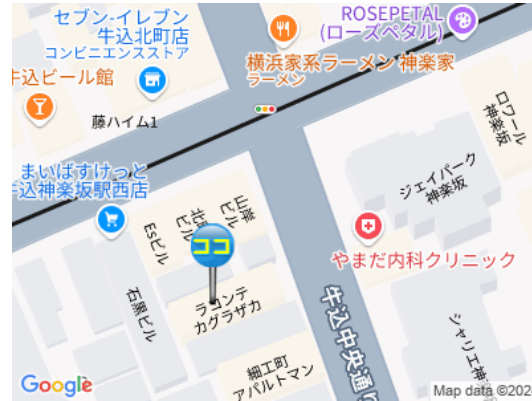 セブン-イレブン
牛込北町店
コンビニエンスストア
ROSEPETAL
(ローズペタル)
横浜家系ラーメン 神楽家
ラーメン
牛込ビール館
藤ハイム1
ロワール
神楽坂
まいばすけっと
牛込神楽坂駅西店
ジェイパーク
神楽坂
山岸
ビル
ビル
ESビル
ココ
やまだ内科クリニック
石黒ビル
ラコンテ
カグラザカ
牛込中央通り
細工町
アパルトマン
シャリエ神
Google
Map data ©202